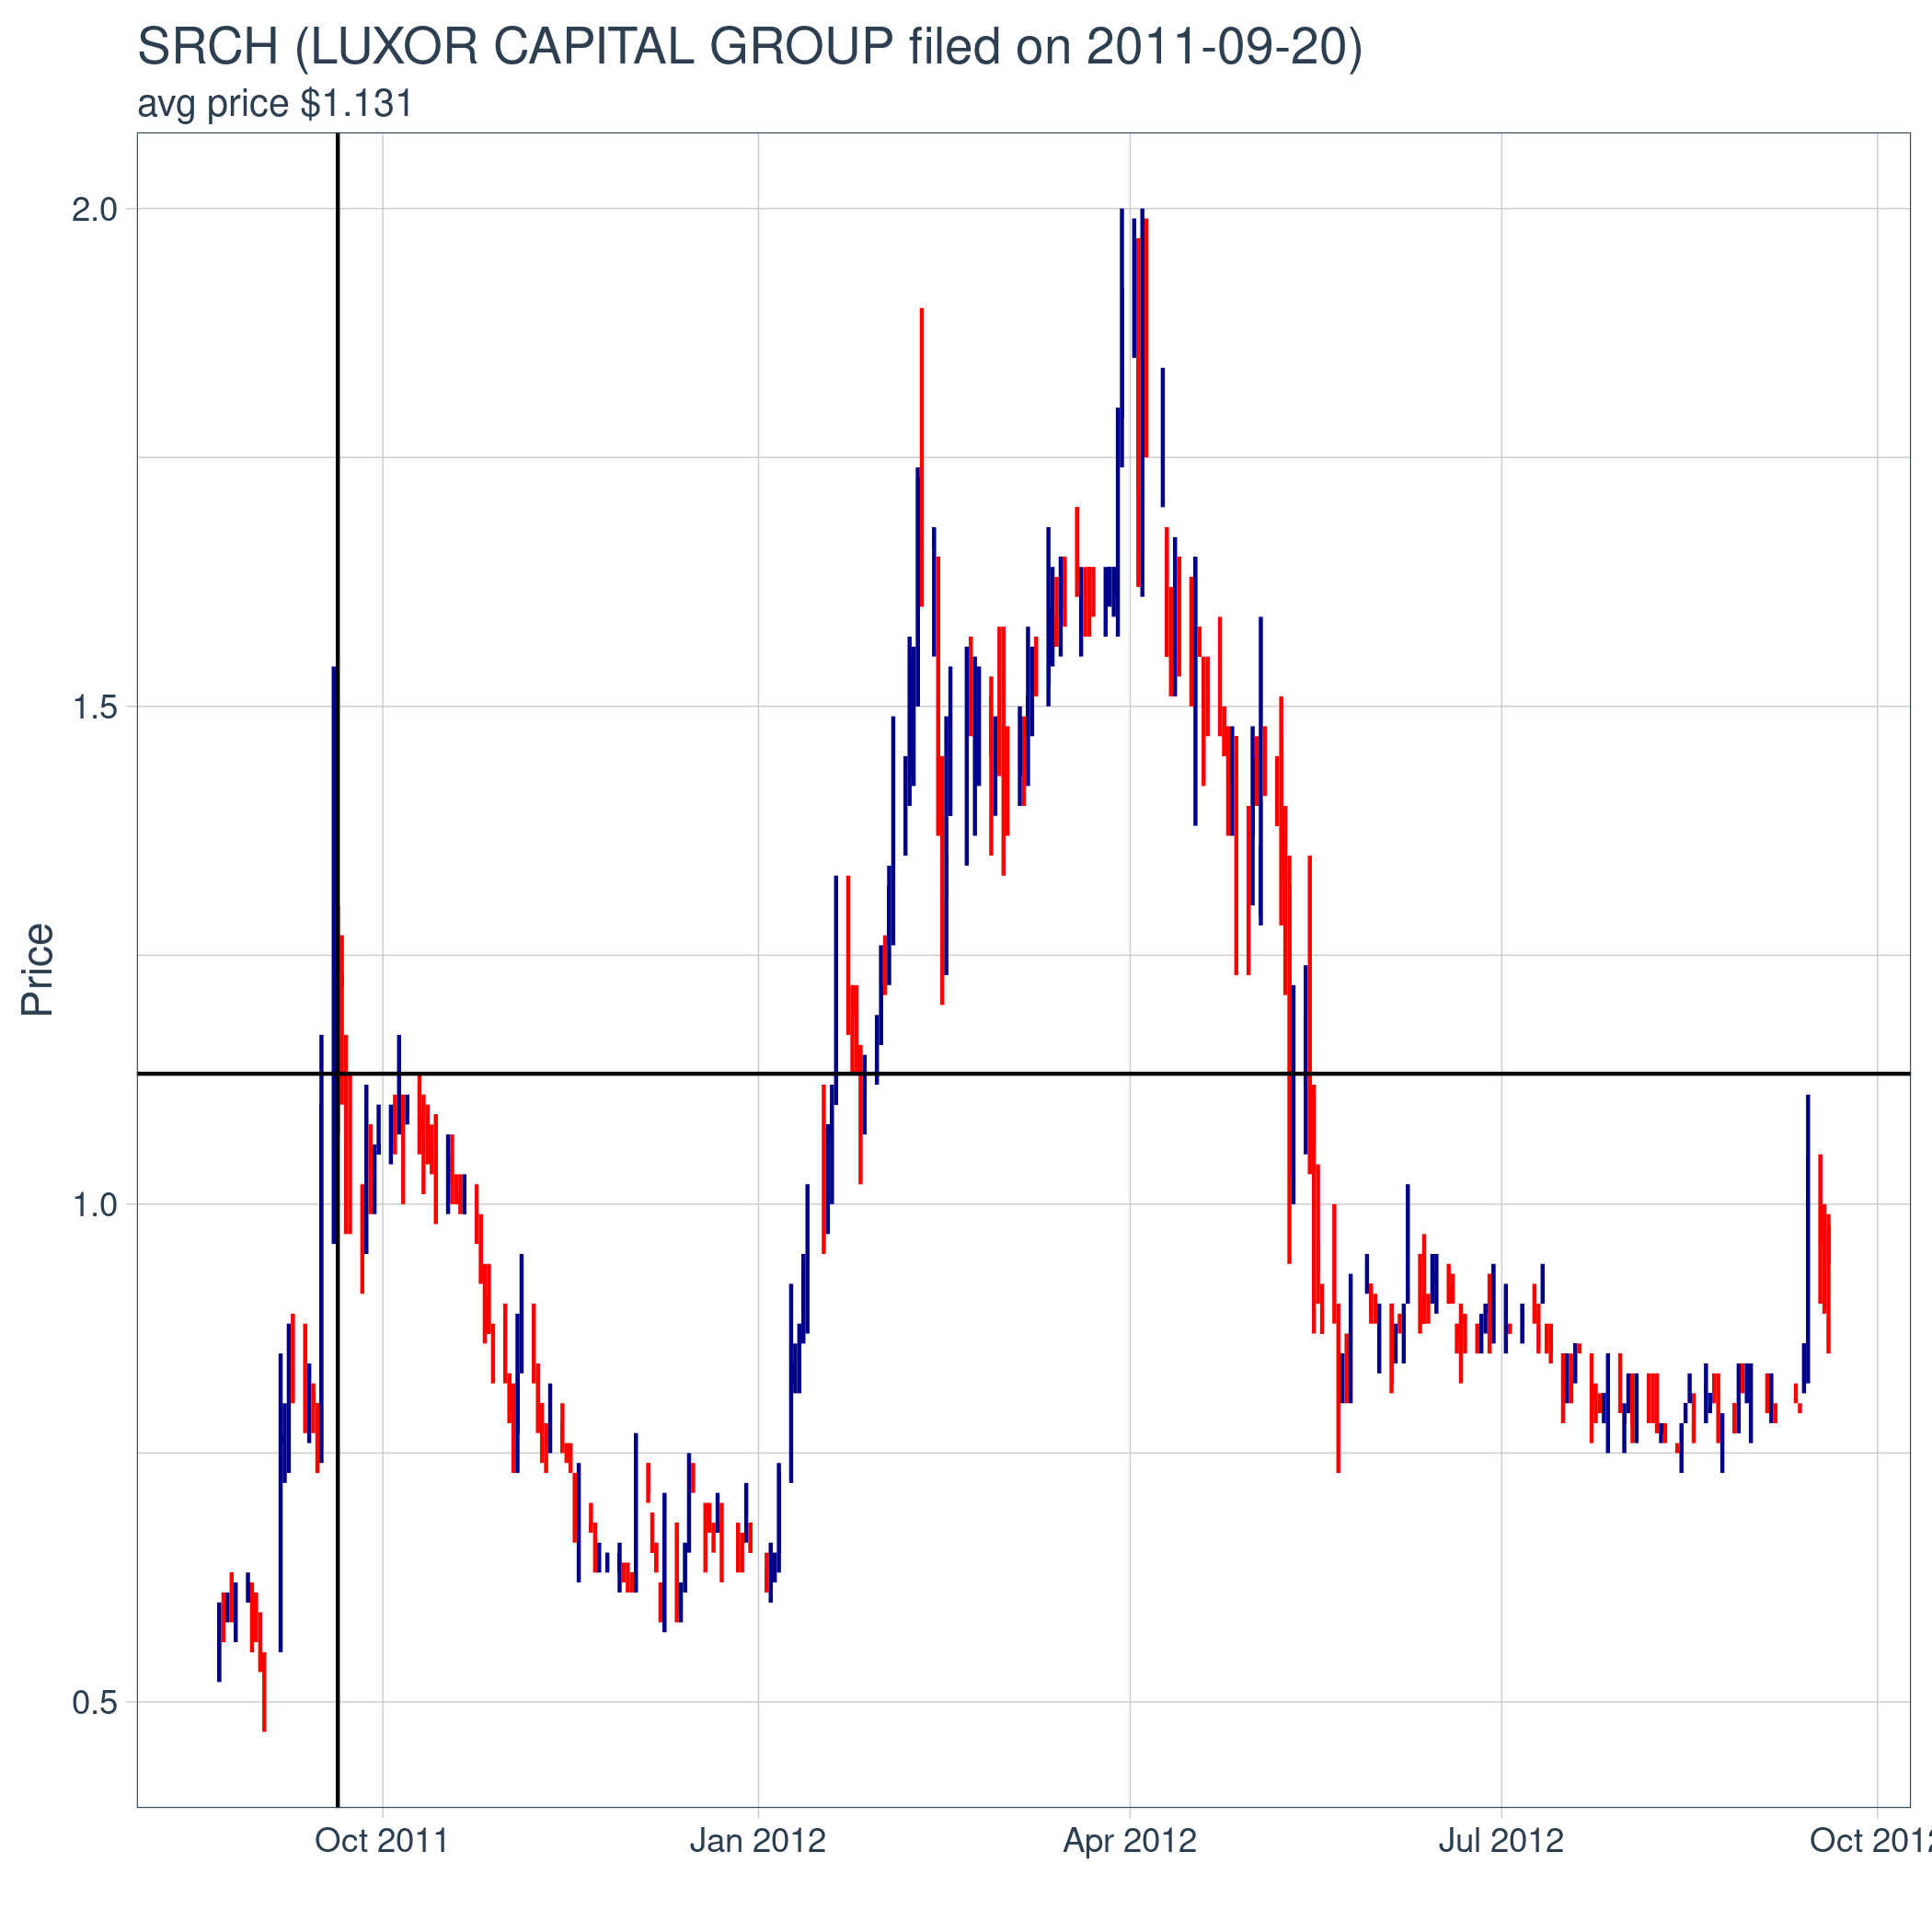 SRCH (LUXOR CAPITAL GROUP filed on 2011-09-20)
avg price $1.131
Price
2.0
1.5
1.0
0.5
Oct 2011
Jan 2012
Apr 2012
Jul 2012
Oct 2012